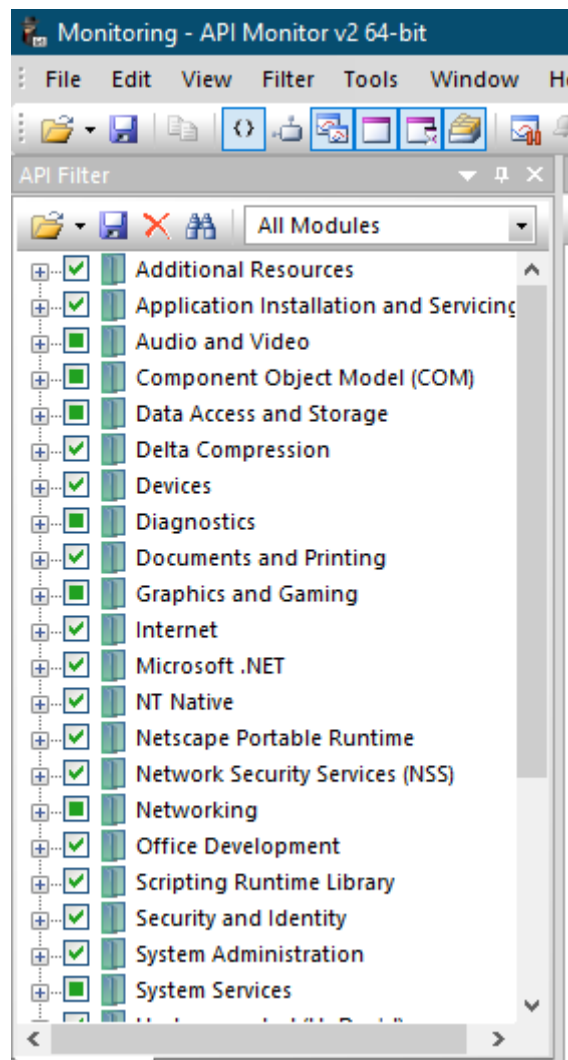 Monitoring - API Monitor v2 64-bit
File Edit View Filter Tools Window
API Filter
All Modules
Additional Resources
Application Installation and Servicing
Audio and Video
Component Object Model (COM)
Data Access and Storage
Delta Compression
Devices
Diagnostics
Documents and Printing
Graphics and Gaming
Internet
Microsoft .NET
NT Native
Netscape Portable Runtime
Network Security Services (NSS)
Networking
Office Development
Scripting Runtime Library
Security and Identity
System Administration
System Services